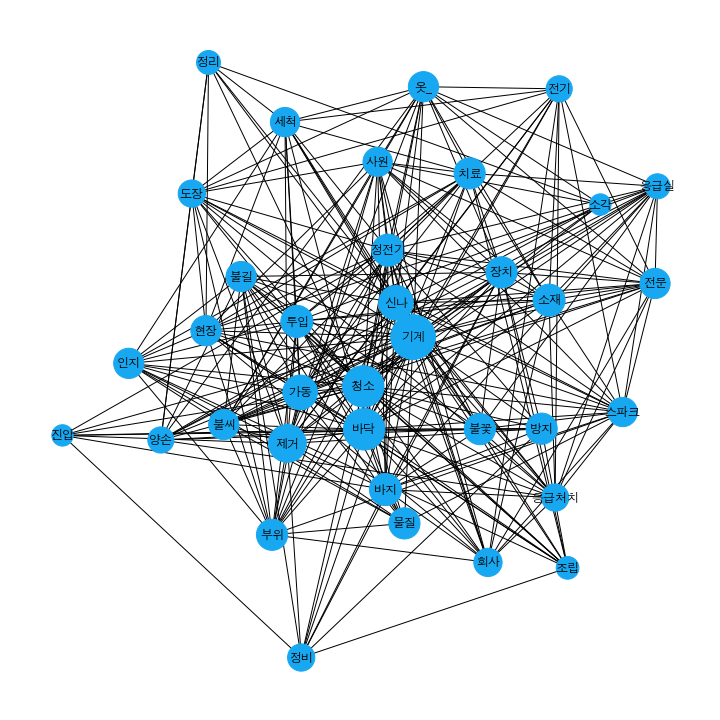 정리
옷_
전기
세척
사원
치료
응급실
도장
소각
정전기
장치
불길
전문
소재
신나
투입
현장
기계
인지
청소
가동
스파크
불씨
바닥
불꽃
방지
진압
양손
제거
바지
응급처치
물질
부위
회사
조립
정비